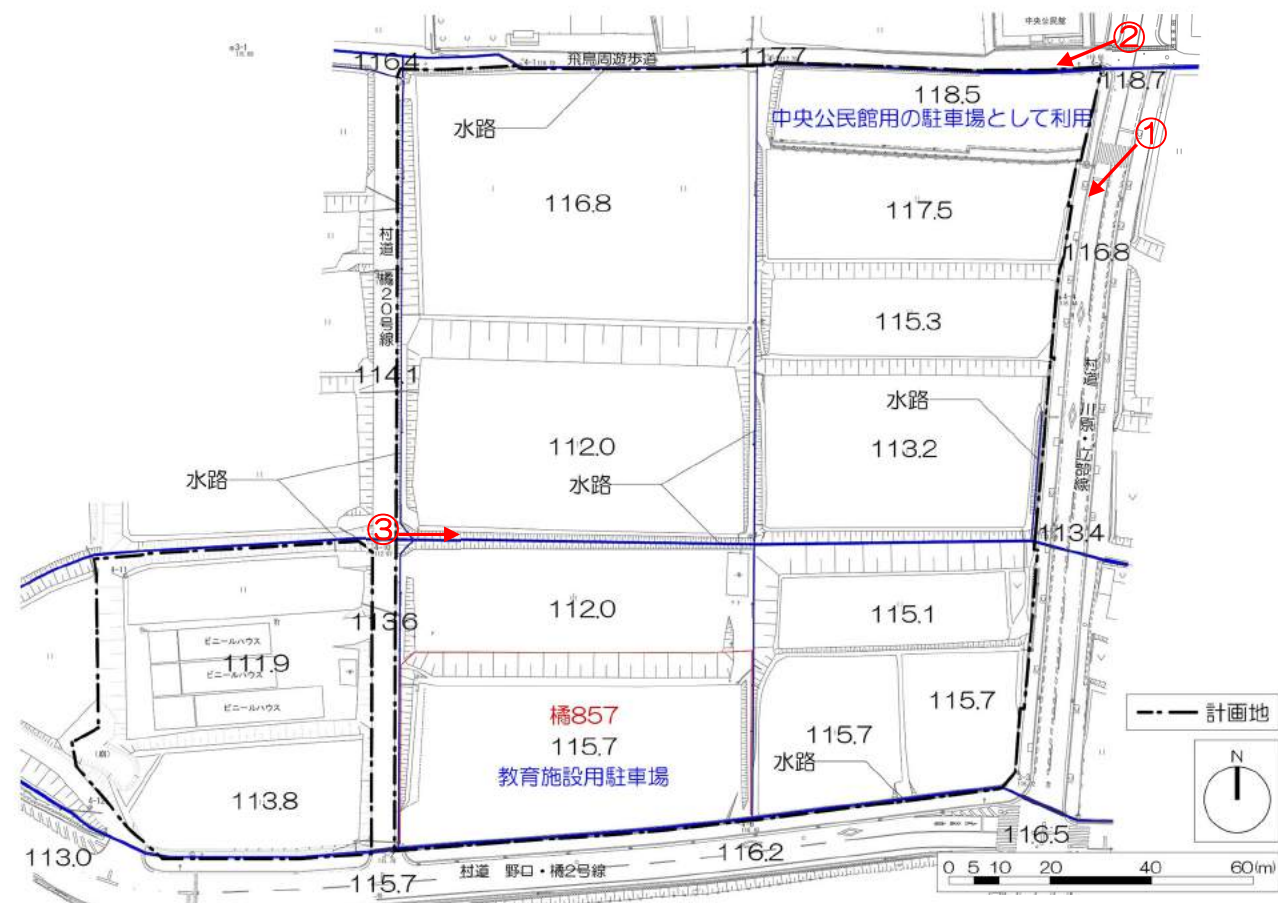 中央公民館
②
116.4
飛鳥周遊歩道
117.7
118.7
水路
118.5
中央公民館用の駐車場として利用
①
116.8
117.5
村道 橘20号線
116.8
115.3
114.1
村道 川原・立部線
水路
112.0
水路
113.2
水路
③
113.4
113.6
112.0
115.1
ビニールハウス
111.9
ビニールハウス
ビニールハウス
橘857
115.7
教育施設用駐車場
115.7
115.7
水路
計画地
N
113.8
113.0
116.5
116.2
村道 野口・橘2号線
115.7
0 5 10 20 40 60(m)